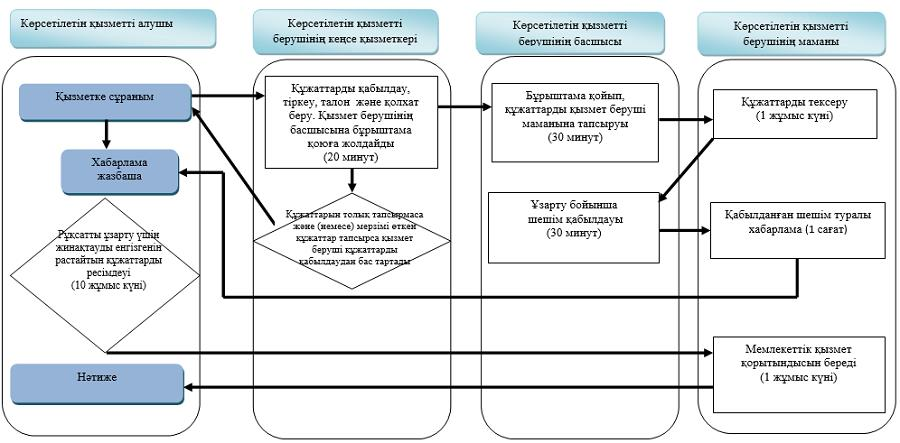 Көрсетілетін қызметті алушы
Көрсетілетін қызметті
берушінің кеңсе қызметкері
Көрсетілетін қызметті
берушінің басшысы
Көрсетілетін қызметті
берушінің маманы
Қызметке сұраным
Хабарлама
жазбаша
Рұқсатты ұзарту үшін
жинақтауды енгізгенін
растайтын құжаттарды
ресімдеуі
(10 жұмыс күні)
Нәтиже
Құжаттарды қабылдау,
тіркеу, талон және қолхат
беру. Қызмет берушінің
басшысына бұрыштама
қоюға жолдайды
(20 минут)
Құжаттарын толық тапсырмаса
және (немесе) мерзімі өткен
құжаттар тапсырса қызмет
беруші құжаттарды
қабылдаудан бас тартады
Бұрыштама қойып,
құжаттарды қызмет беруші
маманына тапсыруы
(30 минут)
Ұзарту бойынша
шешім қабылдауы
(30 минут)
Құжаттарды тексеру
(1 жұмыс күні)
Қабылданған шешім туралы
хабарлама (1 сағат)
Мемлекеттік қызмет
қорытындысын береді
(1 жұмыс күні)